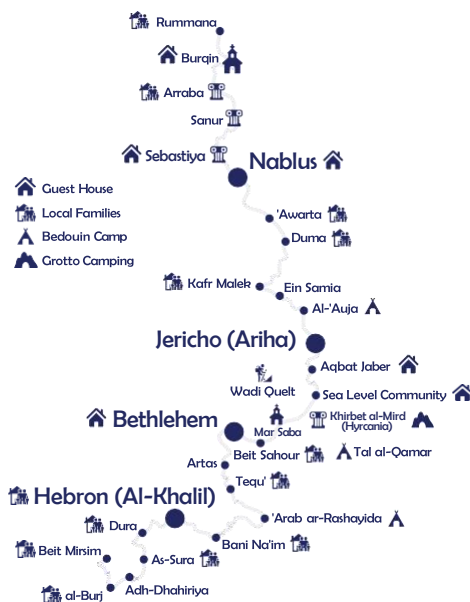 Rummana
Burqin
Arraba
Sanur
Sebastiya
Nablus
Guest House
Local Families
Bedouin Camp
Grotto Camping
'Awarta
Duma
Kafr Malek
Ein Samia
Al-'Auja
Jericho (Ariha)
Aqbat Jaber
Wadi Quelt
Sea Level Community
Bethlehem
Mar Saba
Khirbet al-Mird
(Hyrcania)
Beit Sahour
Tal al-Qamar
Artas
Tequ'
Hebron (Al-Khalil)
'Arab ar-Rashayida
Dura
Bani Na'im
Beit Mirsim
As-Sura
Adh-Dhahiriya
al-Burj